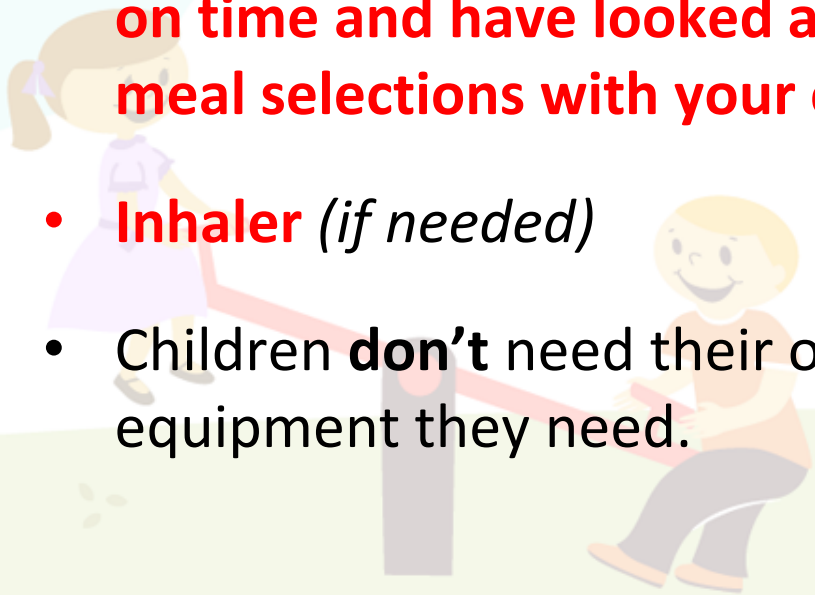 on time and have looked a
meal selections with your
• Inhaler (if needed)
• Children don’t need their o
equipment they need.